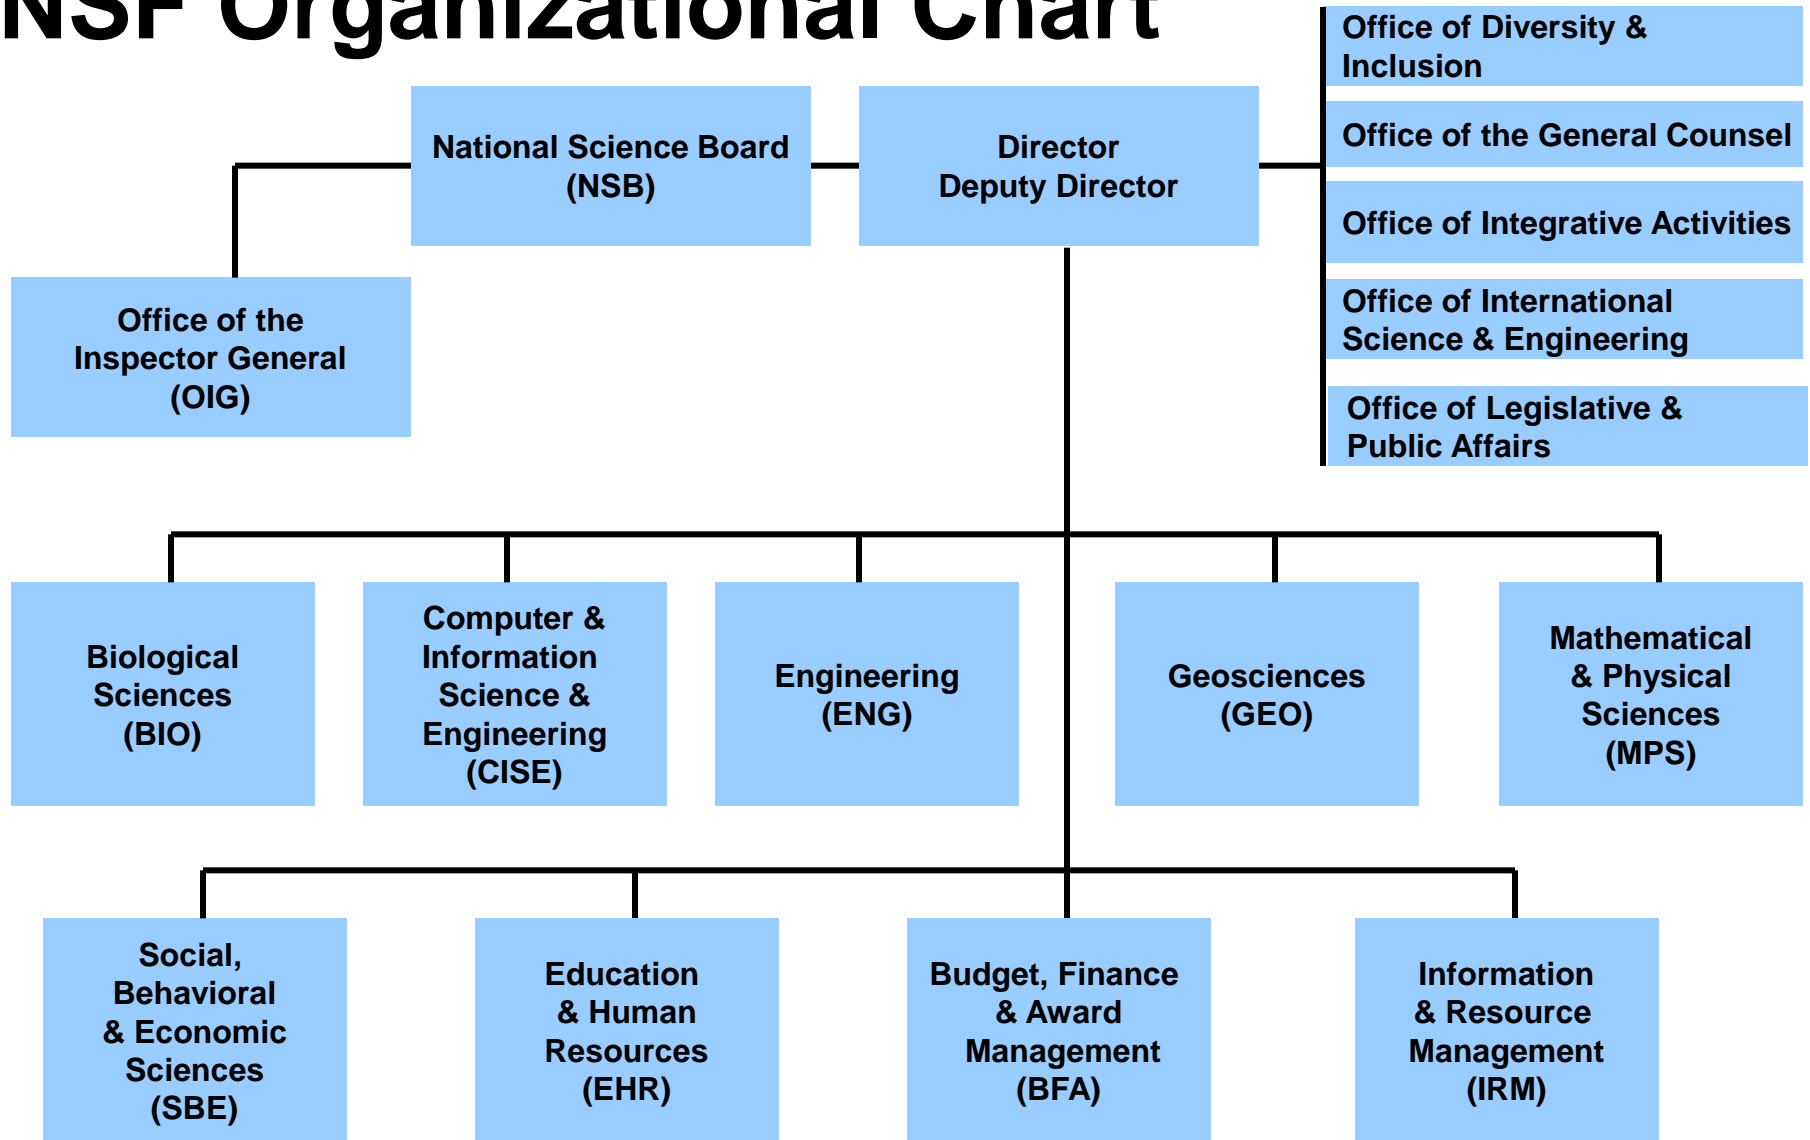 NSF Organizational Chart
Office of Diversity &
Inclusion
National Science Board
(NSB)
Director
Deputy Director
Office of the General Counsel
Office of Integrative Activities
Office of International
Science & Engineering
Office of Legislative &
Public Affairs
Office of the
Inspector General
(OIG)
Biological
Sciences
(BIO)
Computer &
Information
Science &
Engineering
(CISE)
Engineering
(ENG)
Geosciences
(GEO)
Mathematical
& Physical
Sciences
(MPS)
Social,
Behavioral
& Economic
Sciences
(SBE)
Education
& Human
Resources
(EHR)
Budget, Finance
& Award
Management
(BFA)
Information
& Resource
Management
(IRM)